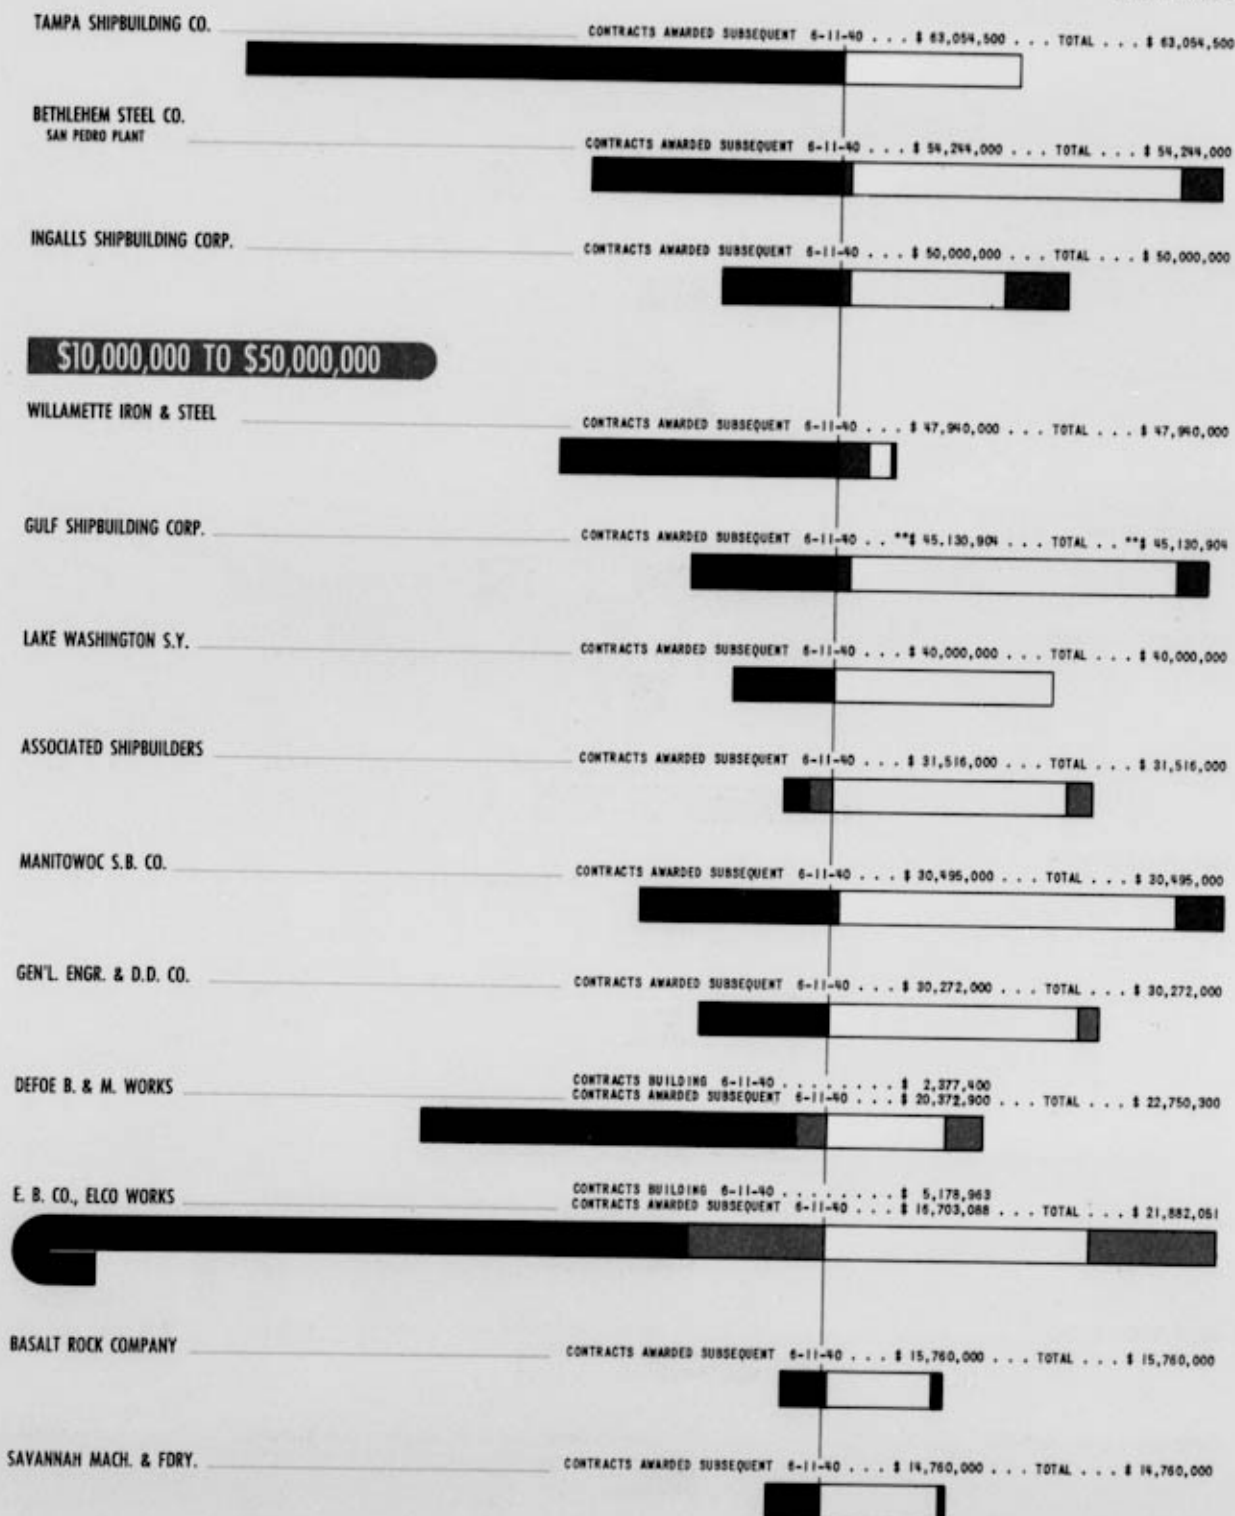 TAMPA SHIPBUILDING CO. CONTRACTS AWARDED SUBSEQUENT 6-11-40 . . . $ 63,054,500 . . . TOTAL . . . $ 63,054,500
BETHLEHEM STEEL CO.
SAN PEDRO PLANT CONTRACTS AWARDED SUBSEQUENT 6-11-40 . . . $ 54,244,000 . . . TOTAL . . . $ 54,244,000
INGALLS SHIPBUILDING CORP. CONTRACTS AWARDED SUBSEQUENT 6-11-40 . . . $ 50,000,000 . . . TOTAL . . . $ 50,000,000
$10,000,000 TO $50,000,000
WILLAMETTE IRON & STEEL CONTRACTS AWARDED SUBSEQUENT 6-11-40 . . . $ 47,940,000 . . . TOTAL . . . $ 47,940,000
GULF SHIPBUILDING CORP. CONTRACTS AWARDED SUBSEQUENT 6-11-40 . . **$ 45,130,904 . . . TOTAL . . **$ 45,130,904
LAKE WASHINGTON S.Y. CONTRACTS AWARDED SUBSEQUENT 6-11-40 . . . $ 40,000,000 . . . TOTAL . . . $ 40,000,000
ASSOCIATED SHIPBUILDERS CONTRACTS AWARDED SUBSEQUENT 6-11-40 . . . $ 31,516,000 . . . TOTAL . . . $ 31,516,000
MANITOWOC S.B. CO. CONTRACTS AWARDED SUBSEQUENT 6-11-40 . . . $ 30,495,000 . . . TOTAL . . . $ 30,495,000
GEN'L. ENGR. & D.D. CO. CONTRACTS AWARDED SUBSEQUENT 6-11-40 . . . $ 30,272,000 . . . TOTAL . . . $ 30,272,000
DEFOE B. & M. WORKS CONTRACTS BUILDING 6-11-40 . . . . . . . . $ 2,377,400
CONTRACTS AWARDED SUBSEQUENT 6-11-40 . . . $ 20,372,900 . . . TOTAL . . . $ 22,750,300
E. B. CO., ELCO WORKS CONTRACTS BUILDING 6-11-40 . . . . . . . . $ 5,178,963
CONTRACTS AWARDED SUBSEQUENT 6-11-40 . . . $ 16,703,088 . . . TOTAL . . . $ 21,882,051
BASALT ROCK COMPANY CONTRACTS AWARDED SUBSEQUENT 6-11-40 . . . $ 15,760,000 . . . TOTAL . . . $ 15,760,000
SAVANNAH MACH. & FDRY. CONTRACTS AWARDED SUBSEQUENT 6-11-40 . . . $ 14,760,000 . . . TOTAL . . . $ 14,760,000